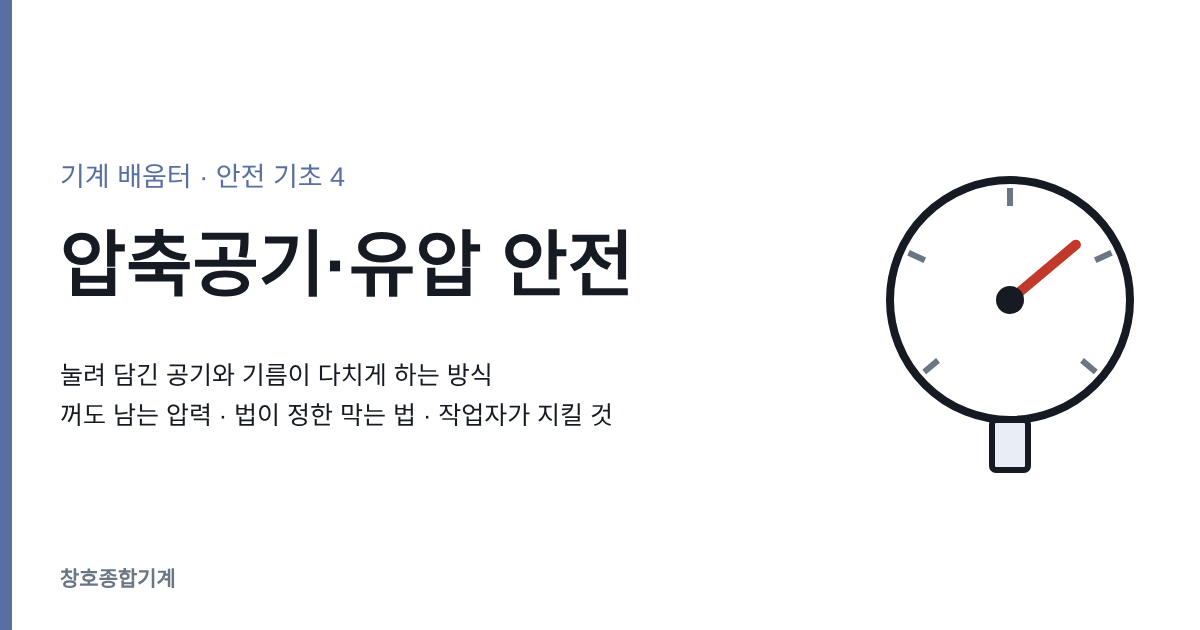 기계 배움터 · 안전 기초 4
압축공기·유압 안전
눌려 담긴 공기와 기름이 다치게 하는 방식
꺼도 남는 압력 · 법이 정한 막는 법 · 작업자가 지킬 것
창호종합기계